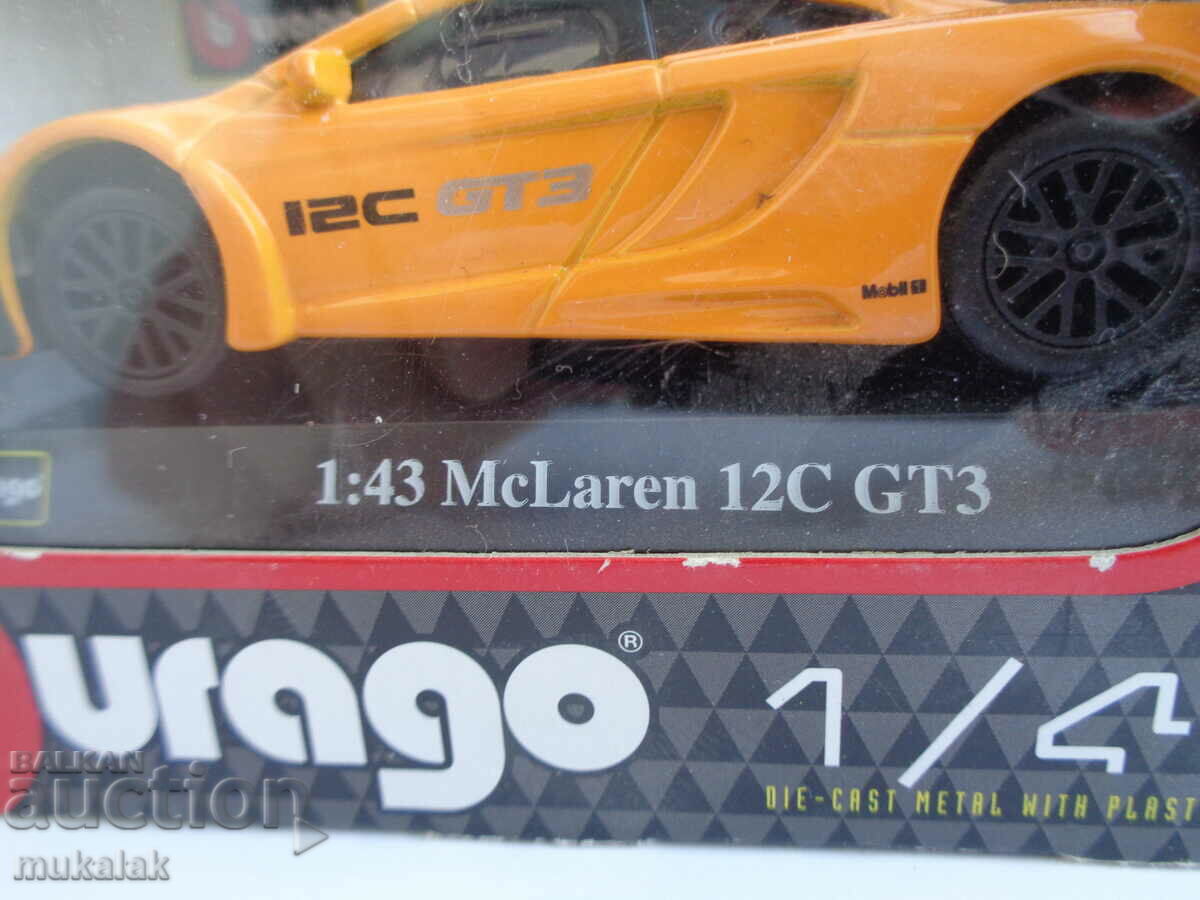 12C GT3
Mobil 1
1:43 McLaren 12C GT3
urago® 1/4
DIE-CAST METAL WITH PLAST
BALKAN
auction
mukalak